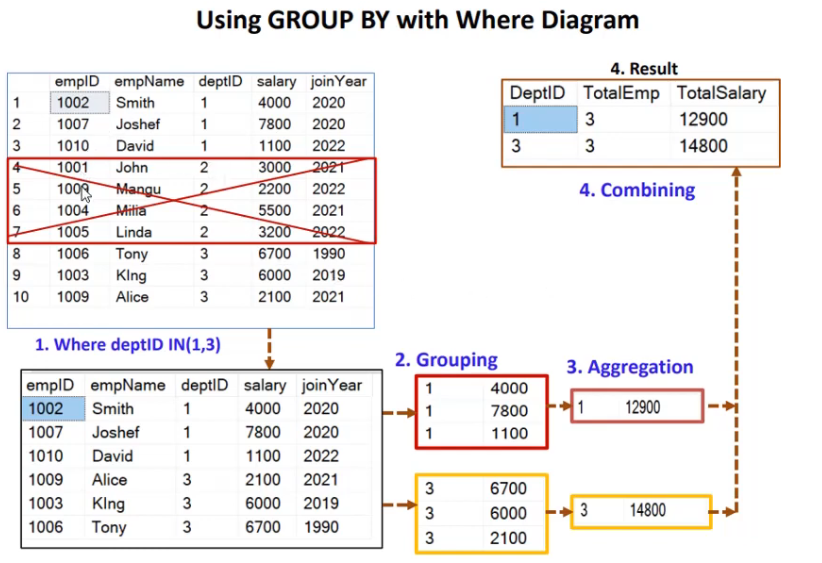 Using GROUP BY with Where Diagram
empID empName deptID salary joinYear
1 1002 Smith 1 4000 2020
2 1007 Joshef 1 7800 2020
3 1010 David 1 1100 2022
4 1001 John 2 3000 2021
5 Mangu 2 2200 2022
6 1004 Milia 2 5500 2021
7 1005 Linda 2 3200 2022
8 1006 Tony 3 6700 1990
9 1003 KIng 3 6000 2019
10 1009 Alice 3 2100 2021
4. Result
DeptID TotalEmp TotalSalary
1 3 12900
3 3 14800
4. Combining
1. Where deptID IN(1,3)
empID empName deptID salary joinYear
1002 Smith 1 4000 2020
1007 Joshef 1 7800 2020
1010 David 1 1100 2022
1009 Alice 3 2100 2021
1003 KIng 3 6000 2019
1006 Tony 3 6700 1990
2. Grouping
1 4000
1 7800
1 1100
3 6700
3 6000
3 2100
3. Aggregation
1 12900
3 14800